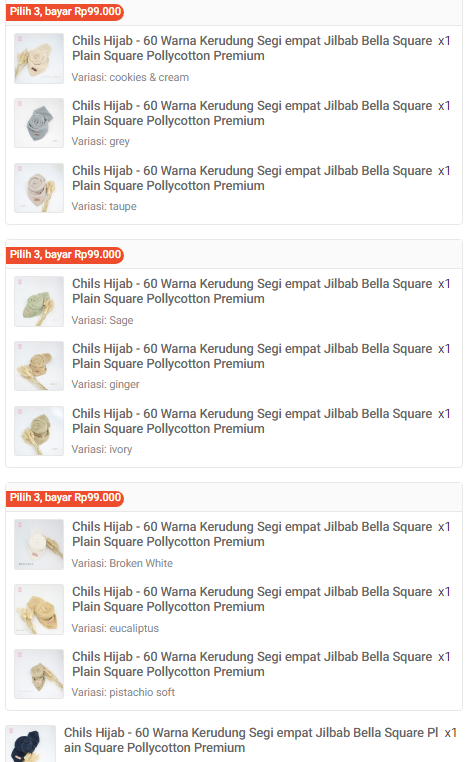 Pilih 3, bayar Rp99.000
Chils Hijab - 60 Warna Kerudung Segi empat Jilbab Bella Square x1
Plain Square Pollycotton Premium
Variasi: cookies & cream
Chils Hijab - 60 Warna Kerudung Segi empat Jilbab Bella Square x1
Plain Square Pollycotton Premium
Variasi: grey
Chils Hijab - 60 Warna Kerudung Segi empat Jilbab Bella Square x1
Plain Square Pollycotton Premium
Variasi: taupe
Pilih 3, bayar Rp99.000
Chils Hijab - 60 Warna Kerudung Segi empat Jilbab Bella Square x1
Plain Square Pollycotton Premium
Variasi: Sage
Chils Hijab - 60 Warna Kerudung Segi empat Jilbab Bella Square x1
Plain Square Pollycotton Premium
Variasi: ginger
Chils Hijab - 60 Warna Kerudung Segi empat Jilbab Bella Square x1
Plain Square Pollycotton Premium
Variasi: ivory
Pilih 3, bayar Rp99.000
Chils Hijab - 60 Warna Kerudung Segi empat Jilbab Bella Square x1
Plain Square Pollycotton Premium
Variasi: Broken White
Chils Hijab - 60 Warna Kerudung Segi empat Jilbab Bella Square x1
Plain Square Pollycotton Premium
Variasi: eucaliptus
Chils Hijab - 60 Warna Kerudung Segi empat Jilbab Bella Square x1
Plain Square Pollycotton Premium
Variasi: pistachio soft
Chils Hijab - 60 Warna Kerudung Segi empat Jilbab Bella Square Pl x1
ain Square Pollycotton Premium